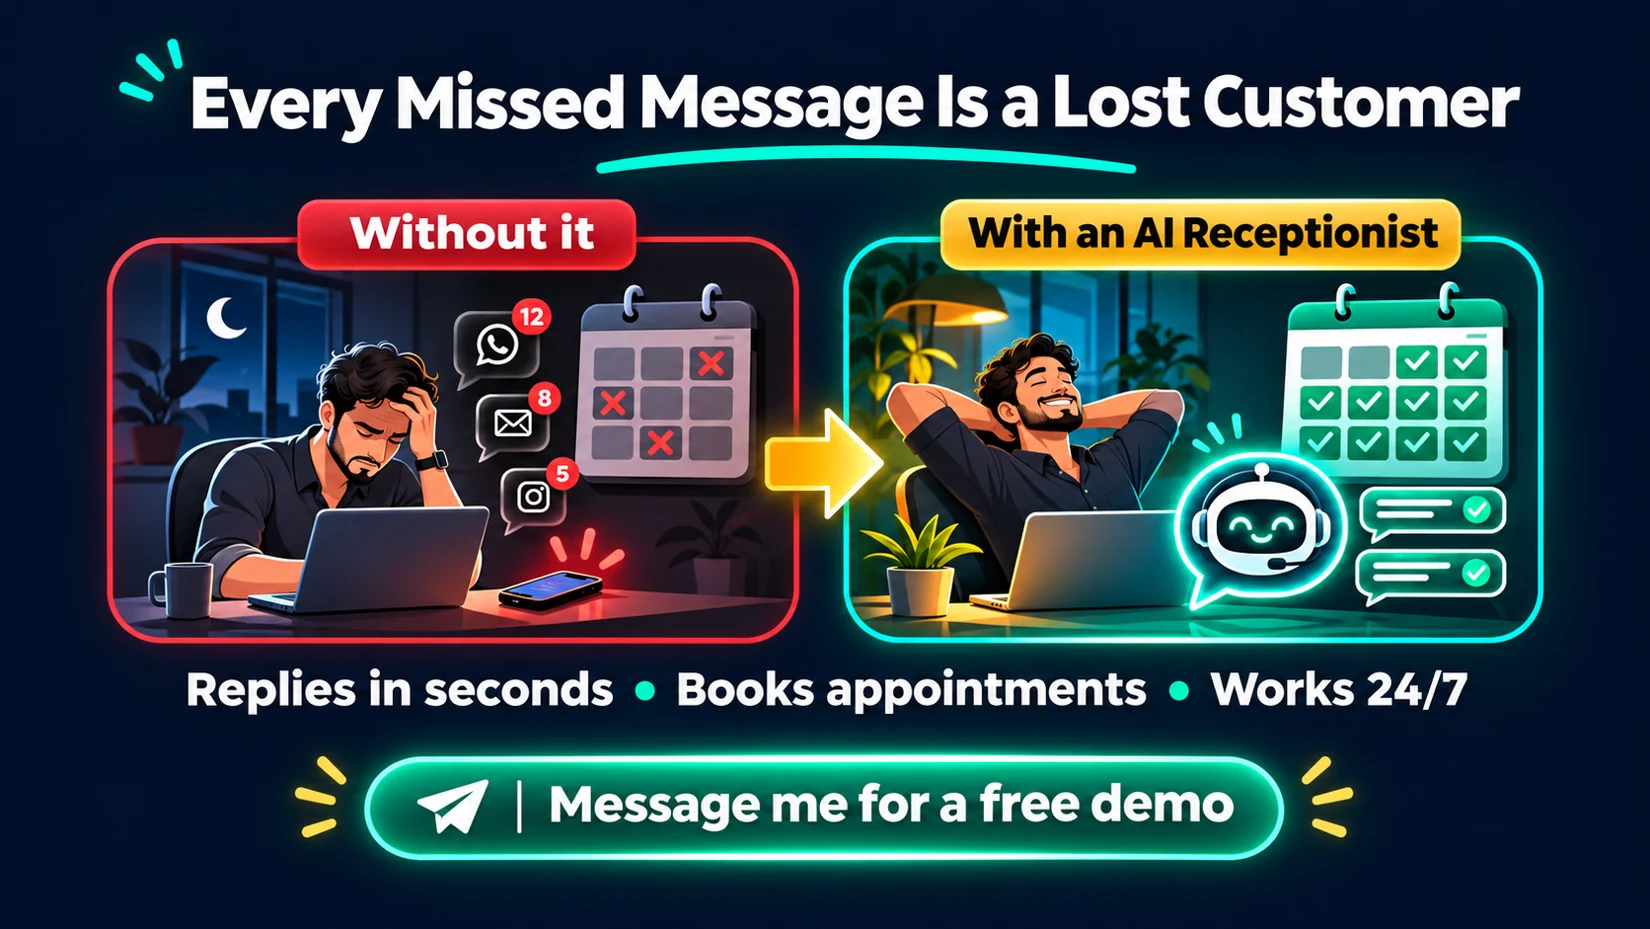 Every Missed Message Is a Lost Customer
Without it
With an AI Receptionist
12
8
5
Replies in seconds • Books appointments • Works 24/7
Message me for a free demo